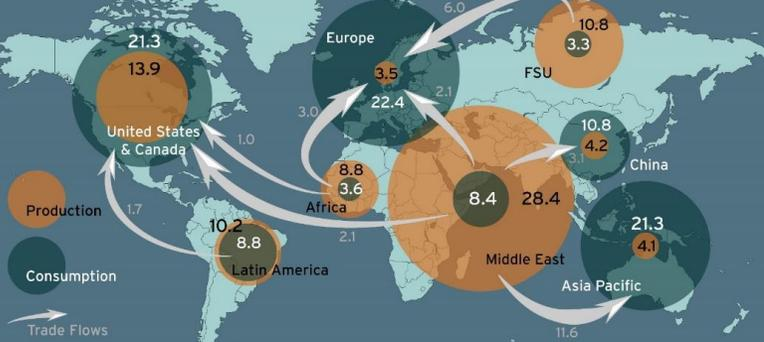 6.0
Europe
10.8
21.3
3.3
13.9
3.5
FSU
22.4
2.1
3.0
10.8
United States
& Canada
1.0
4.2
3.1
China
8.8
3.6
8.4
28.4
Production
Africa
1.7
10.2
2.1
21.3
8.8
4.1
Middle East
Latin America
Consumption
Asia Pacific
Trade Flows
11.6